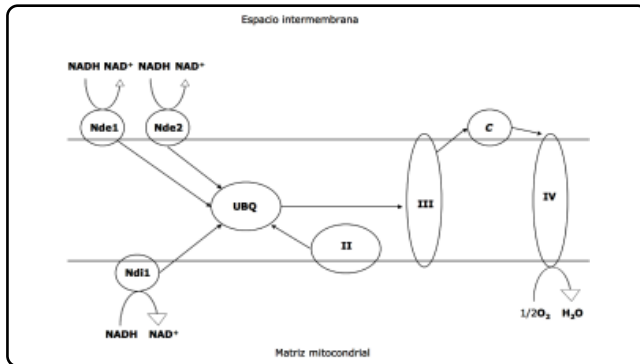 Espacio intermembrana
NADH NAD⁺ NADH NAD⁺
Nde1
Nde2
C
UBQ
III
IV
II
Ndi1
1/2O₂ H₂O
NADH NAD⁺
Matriz mitocondrial